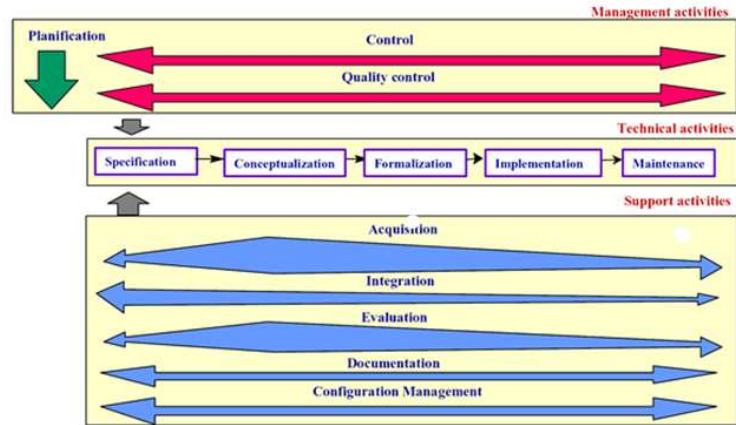 Management activities
Planification
Control
Quality control
Technical activities
Specification
Conceptualization
Formalization
Implementation
Maintenance
Support activities
Acquisition
Integration
Evaluation
Documentation
Configuration Management